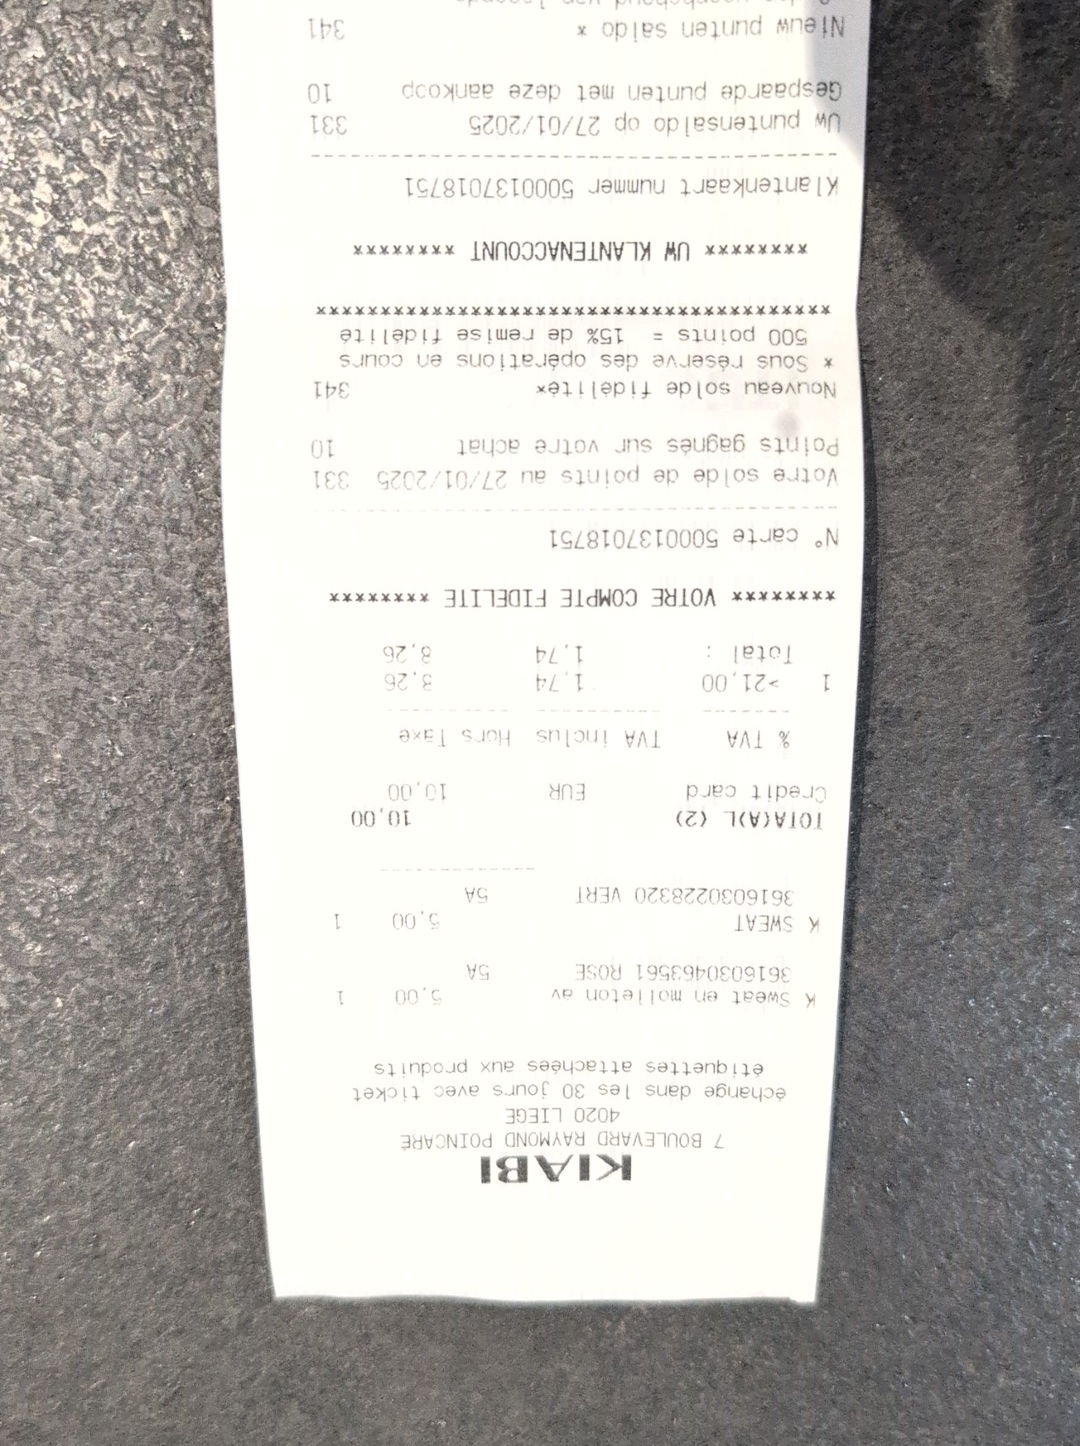 KIABI
7 BOULEVARD RAYMOND POINCARÉ
4020 LIEGE
échange dans les 30 jours avec ticket
étiquettes attachées aux produits
K Sweat en molleton av 5,00 1
3616030463561 ROSE 5A
K SWEAT 5,00 1
3616030228320 VERT 5A
TOTA(A)L (2) 10,00
Credit card EUR 10,00
% TVA TVA inclus Hors Taxe
1 >21,00 1,74 8,26
Total : 1,74 8,26
******** VOTRE COMPTE FIDELITE ********
N° carte 5000137018751
Votre solde de points au 27/01/2025 331
Points gagnés sur votre achat 10
Nouveau solde fidélité* 341
* Sous réserve des opérations en cours
500 points = 15% de remise fidélité
******************************************
******** UW KLANTENACCOUNT ********
Klantenkaart nummer 5000137018751
Uw puntensaldo op 27/01/2025 331
Gespaarde punten met deze aankoop 10
Nieuw punten saldo * 341